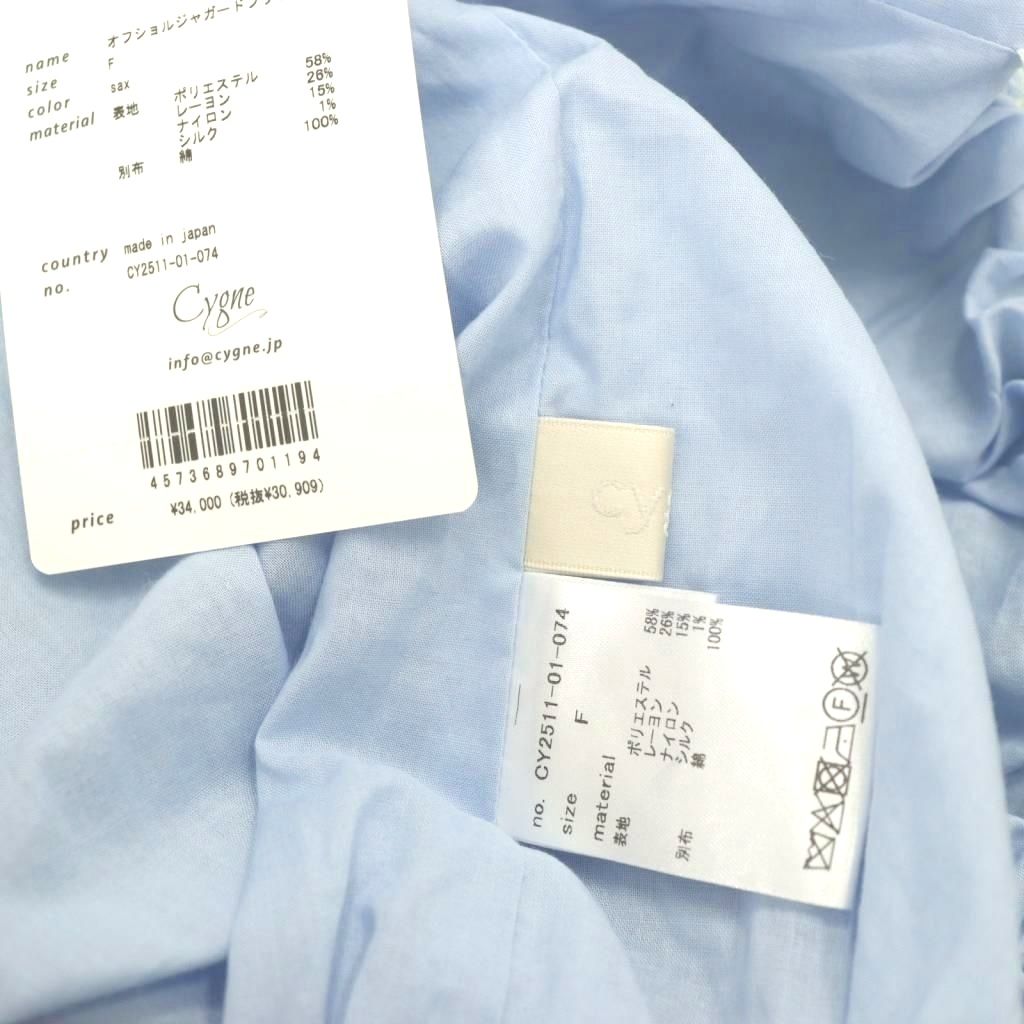 name オフショルジャガード
size F
color sax
material 表地 ポリエステル 58%
レーヨン 26%
ナイロン 15%
シルク 1%
別布 綿 100%
country made in japan
no. CY2511-01-074
Cygne
info@cygne.jp
4573689701194
price ¥34,000 (税抜¥30,909)
Cy
no. CY2511-01-074
size F
material
表地 ポリエステル 58%
レーヨン 26%
ナイロン 15%
シルク 1%
別布 綿 100%
F
W